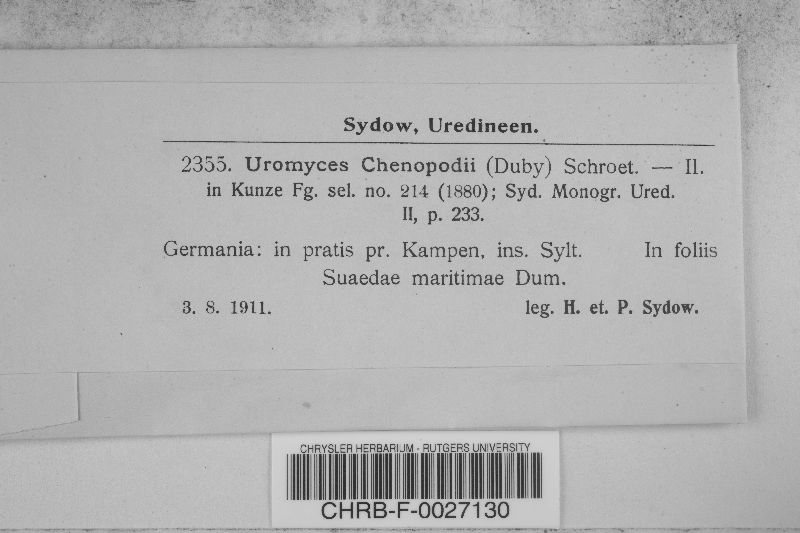 Sydow, Uredineen.
2355. Uromyces Chenopodii (Duby) Schroet. — II.
in Kunze Fg. sel. no. 214 (1880); Syd. Monogr. Ured.
II, p. 233.
Germania: in pratis pr. Kampen, ins. Sylt. In foliis
Suaedae maritimae Dum.
3. 8. 1911. leg. H. et. P. Sydow.
CHRYSLER HERBARIUM - RUTGERS UNIVERSITY
CHRB-F-0027130